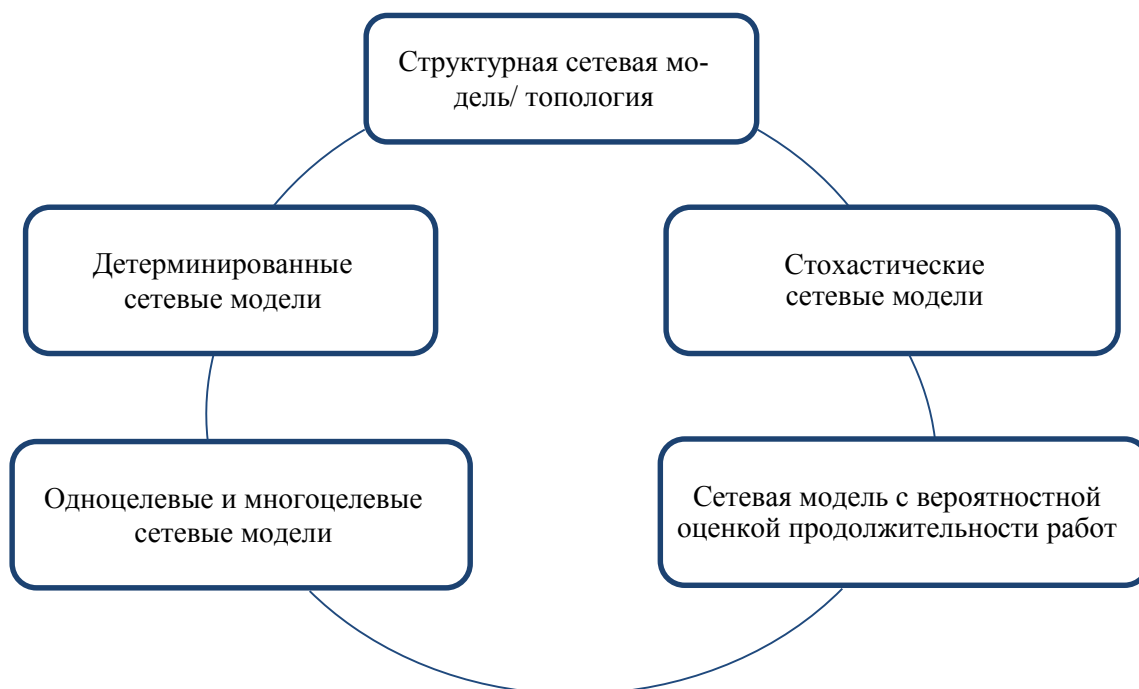 Структурная сетевая мо-
дель/ топология
Детерминированные
сетевые модели
Стохастические
сетевые модели
Одноцелевые и многоцелевые
сетевые модели
Сетевая модель с вероятностной
оценкой продолжительности работ